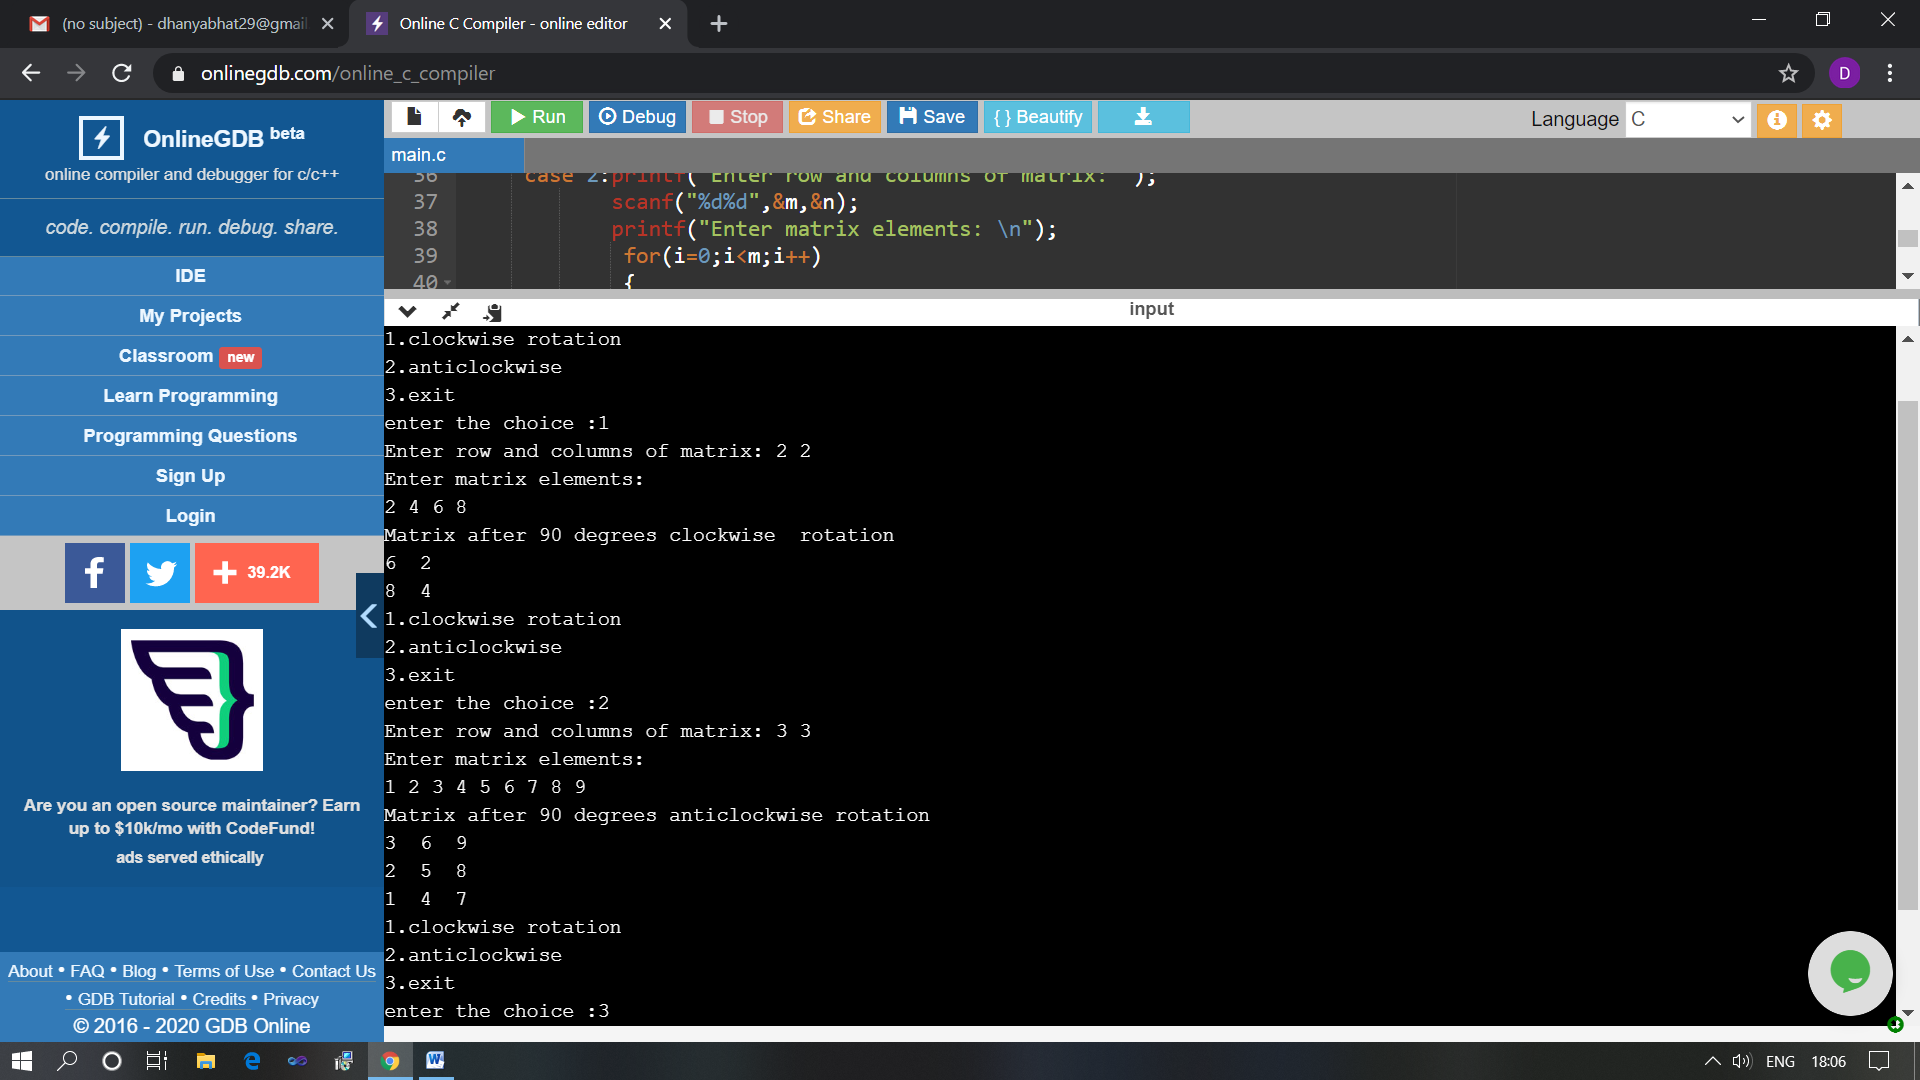 (no subject) - dhanyabhat29@gmai
Online C Compiler - online editor
onlinegdb.com/online_c_compiler
D
OnlineGDB beta
online compiler and debugger for c/c++
code. compile. run. debug. share.
IDE
My Projects
Classroom new
Learn Programming
Programming Questions
Sign Up
Login
39.2K
Are you an open source maintainer? Earn
up to $10k/mo with CodeFund!
ads served ethically
About • FAQ • Blog • Terms of Use • Contact Us
• GDB Tutorial • Credits • Privacy
© 2016 - 2020 GDB Online
Run
Debug
Stop
Share
Save
{ } Beautify
Language C
main.c
36 case 2:printf("Enter row and columns of matrix: ");
37 scanf("%d%d",&m,&n);
38 printf("Enter matrix elements: \n");
39 for(i=0;i<m;i++)
40 {
input
1.clockwise rotation
2.anticlockwise
3.exit
enter the choice :1
Enter row and columns of matrix: 2 2
Enter matrix elements:
2 4 6 8
Matrix after 90 degrees clockwise  rotation
6  2
8  4
1.clockwise rotation
2.anticlockwise
3.exit
enter the choice :2
Enter row and columns of matrix: 3 3
Enter matrix elements:
1 2 3 4 5 6 7 8 9
Matrix after 90 degrees anticlockwise rotation
3  6  9
2  5  8
1  4  7
1.clockwise rotation
2.anticlockwise
3.exit
enter the choice :3
ENG
18:06